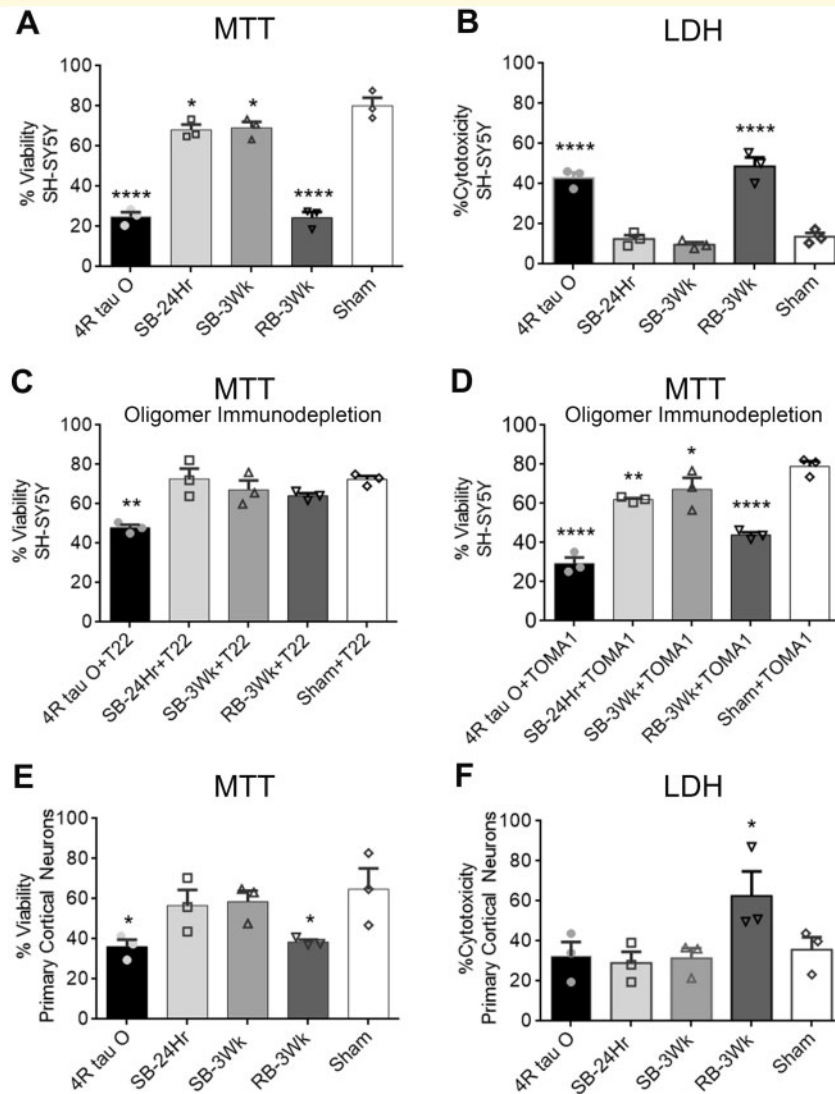 A
MTT
% Viability
SH-SY5Y
100
80
60
40
20
0
****
*
*
****
4R tau O
SB-24Hr
SB-3Wk
RB-3Wk
Sham
B
LDH
%Cytotoxicity
SH-SY5Y
100
80
60
40
20
0
****
****
4R tau O
SB-24Hr
SB-3Wk
RB-3Wk
Sham
C
MTT
Oligomer Immunodepletion
% Viability
SH-SY5Y
100
80
60
40
20
0
**
4R tau O+T22
SB-24Hr+T22
SB-3Wk+T22
RB-3Wk+T22
Sham+T22
D
MTT
Oligomer Immunodepletion
% Viability
SH-SY5Y
100
80
60
40
20
0
****
**
*
****
4R tau O+TOMA1
SB-24Hr+TOMA1
SB-3Wk+TOMA1
RB-3Wk+TOMA1
Sham+TOMA1
E
MTT
% Viability
Primary Cortical Neurons
100
80
60
40
20
0
*
*
4R tau O
SB-24Hr
SB-3Wk
RB-3Wk
Sham
F
LDH
%Cytotoxicity
Primary Cortical Neurons
100
80
60
40
20
0
*
4R tau O
SB-24Hr
SB-3Wk
RB-3Wk
Sham